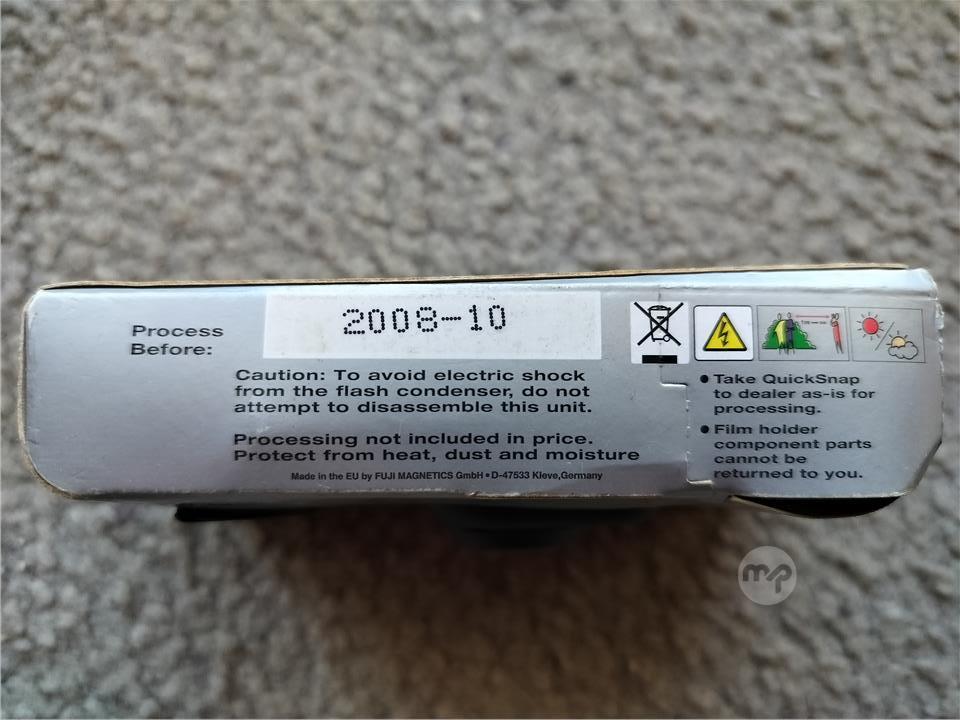 Process
Before:
2008-10
Caution: To avoid electric shock
from the flash condenser, do not
attempt to disassemble this unit.
Processing not included in price.
Protect from heat, dust and moisture
Made in the EU by FUJI MAGNETICS GmbH • D-47533 Kleve, Germany
• Take QuickSnap
to dealer as-is for
processing.
• Film holder
component parts
cannot be
returned to you.
mp